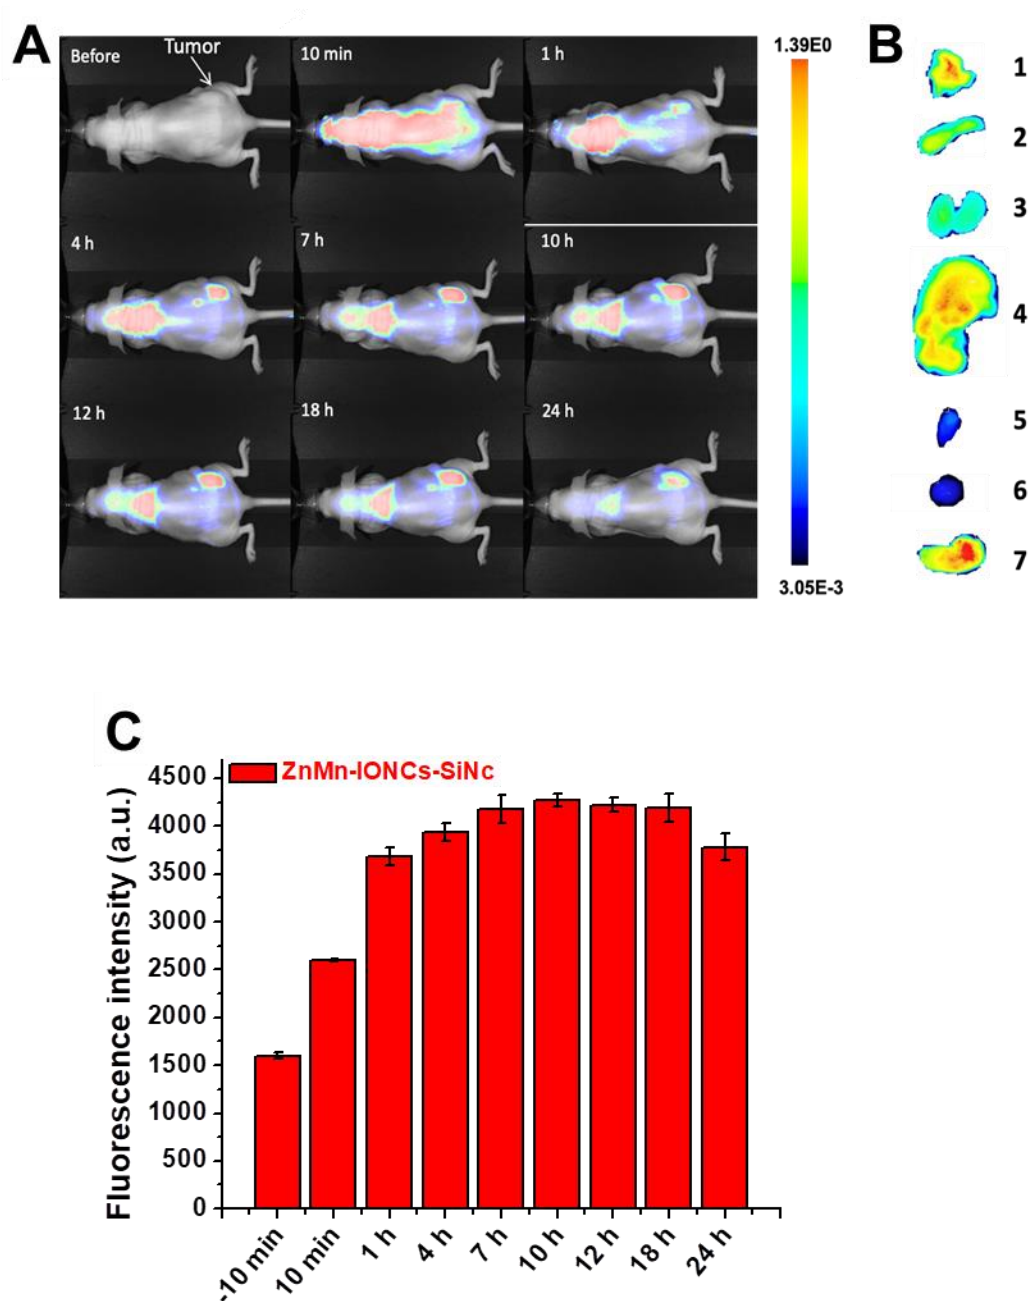 A
Before
Tumor
10 min
1 h
4 h
7 h
10 h
12 h
18 h
24 h
1.39E0
3.05E-3
B
1
2
3
4
5
6
7
C
ZnMn-IONCs-SiNc
Fluorescence intensity (a.u.)
4500
4000
3500
3000
2500
2000
1500
1000
500
0
-10 min
10 min
1 h
4 h
7 h
10 h
12 h
18 h
24 h